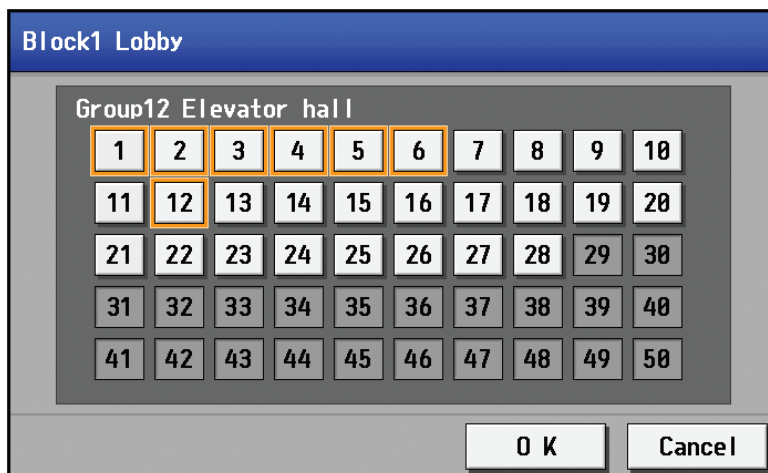 Block1 Lobby
Group12 Elevator hall
1 2 3 4 5 6 7 8 9 10
11 12 13 14 15 16 17 18 19 20
21 22 23 24 25 26 27 28 29 30
31 32 33 34 35 36 37 38 39 40
41 42 43 44 45 46 47 48 49 50
OK Cancel